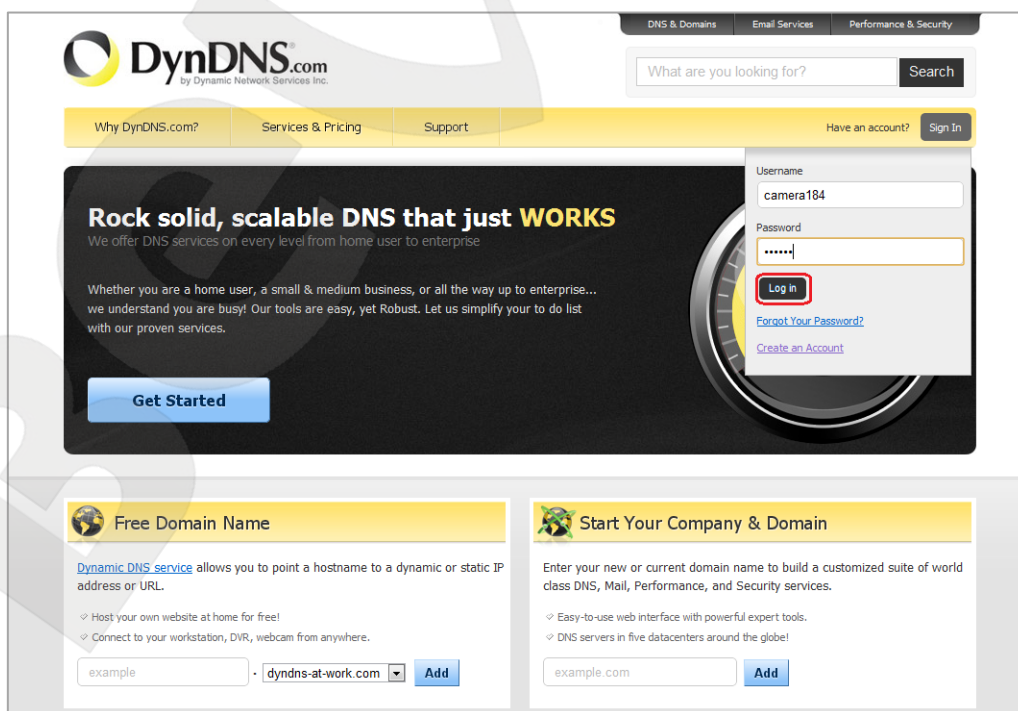 DNS & Domains
Email Services
Performance & Security
DynDNS.com
by Dynamic Network Services Inc.
What are you looking for?
Search
Why DynDNS.com?
Services & Pricing
Support
Have an account?
Sign In
Username
camera184
Password
••••••
Log in
Forgot Your Password?
Create an Account
Rock solid, scalable DNS that just WORKS
We offer DNS services on every level from home user to enterprise
Whether you are a home user, a small & medium business, or all the way up to enterprise...
we understand you are busy! Our tools are easy, yet Robust. Let us simplify your to do list
with our proven services.
Get Started
Free Domain Name
Dynamic DNS service allows you to point a hostname to a dynamic or static IP
address or URL.
Host your own website at home for free!
Connect to your workstation, DVR, webcam from anywhere.
example
. dyndns-at-work.com
Add
Start Your Company & Domain
Enter your new or current domain name to build a customized suite of world
class DNS, Mail, Performance, and Security services.
Easy-to-use web interface with powerful expert tools.
DNS servers in five datacenters around the globe!
example.com
Add